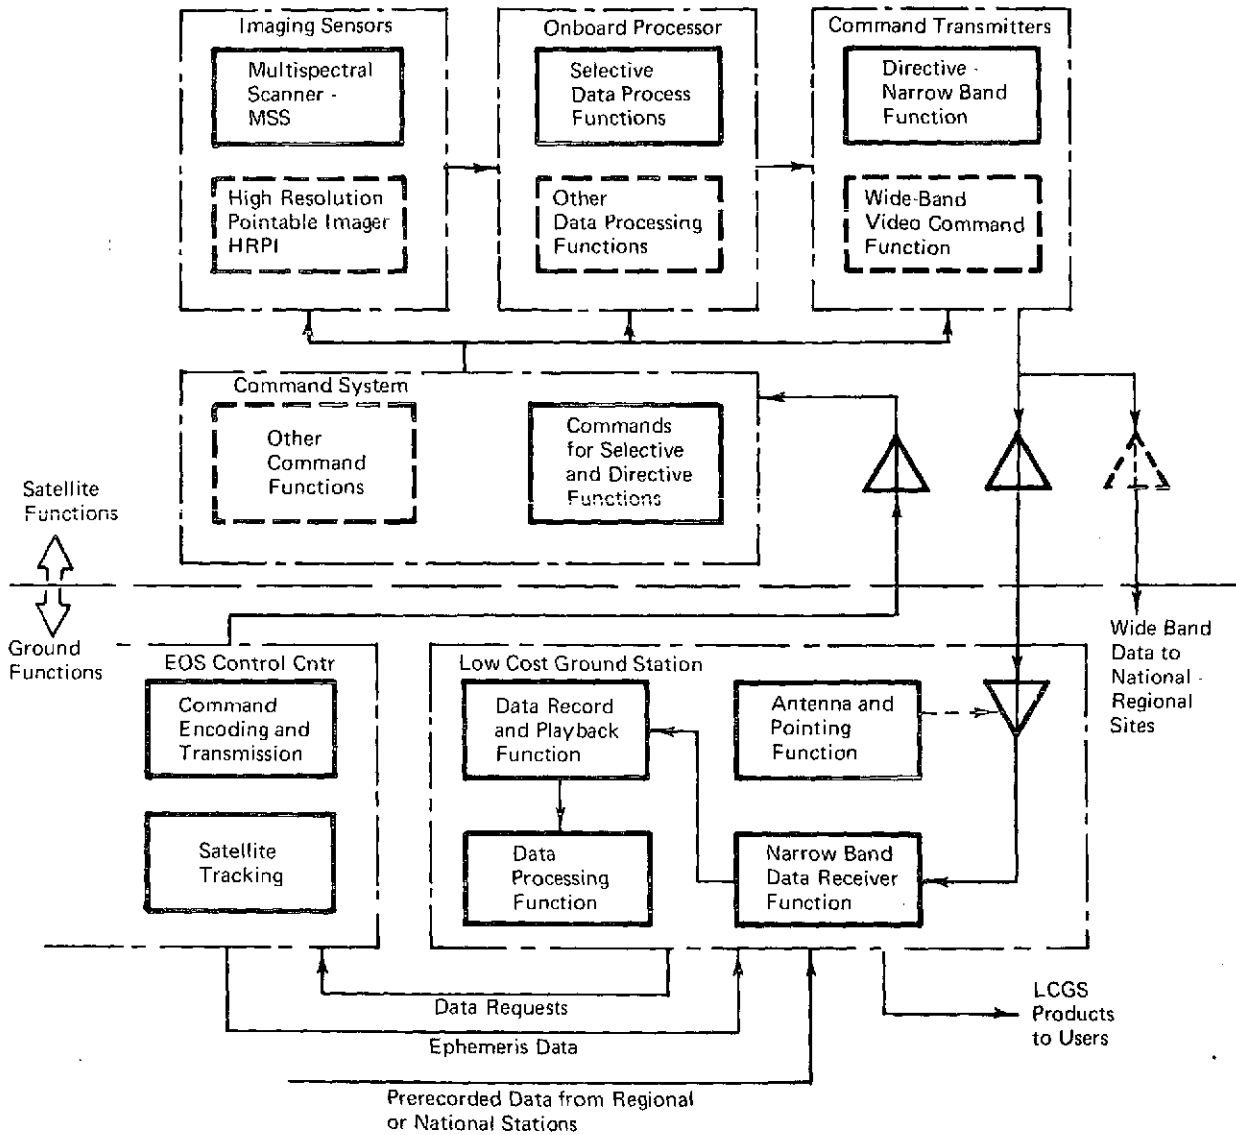 Imaging Sensors
Multispectral
Scanner -
MSS
High Resolution
Pointable Imager
HRPI
Onboard Processor
Selective
Data Process
Functions
Other
Data Processing
Functions
Command Transmitters
Directive -
Narrow Band
Function
Wide-Band
Video Command
Function
Command System
Other
Command
Functions
Commands
for Selective
and Directive
Functions
Satellite
Functions
Ground
Functions
EOS Control Cntr
Command
Encoding and
Transmission
Satellite
Tracking
Low Cost Ground Station
Data Record
and Playback
Function
Antenna and
Pointing
Function
Data
Processing
Function
Narrow Band
Data Receiver
Function
Wide Band
Data to
National -
Regional
Sites
Data Requests
Ephemeris Data
Prerecorded Data from Regional
or National Stations
LCGS
Products
to Users